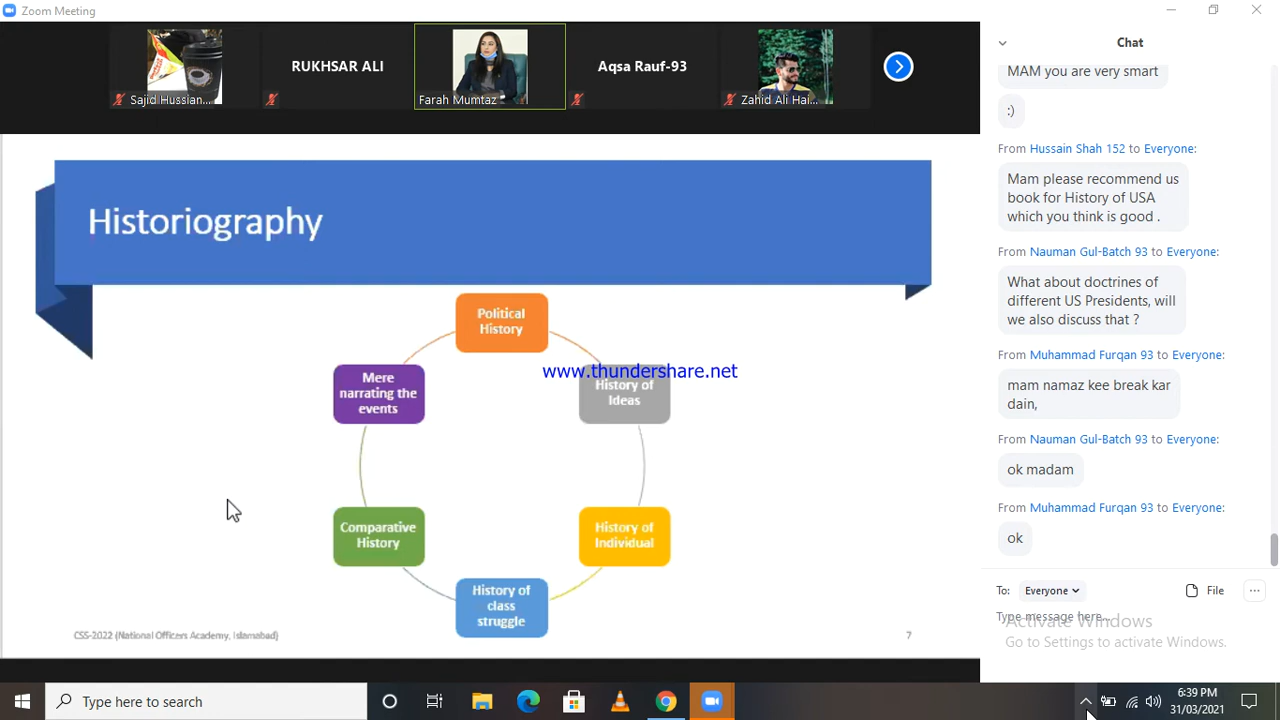 Zoom Meeting
Sajid Hussian...
RUKHSAR ALI
Farah Mumtaz
Aqsa Rauf-93
Zahid Ali Hai...
Historiography
Political
History
www.thundershare.net
History of
Ideas
History of
Individual
History of
class
struggle
Comparative
History
Mere
narrating the
events
CSS-2022 (National Officers Academy, Islamabad)
7
Chat
MAM you are very smart
:)
From Hussain Shah 152 to Everyone:
Mam please recommend us
book for History of USA
which you think is good .
From Nauman Gul-Batch 93 to Everyone:
What about doctrines of
different US Presidents, will
we also discuss that ?
From Muhammad Furqan 93 to Everyone:
mam namaz kee break kar
dain,
From Nauman Gul-Batch 93 to Everyone:
ok madam
From Muhammad Furqan 93 to Everyone:
ok
To: Everyone
File
Type message here...
Activate Windows
Go to Settings to activate Windows.
Type here to search
6:39 PM
31/03/2021